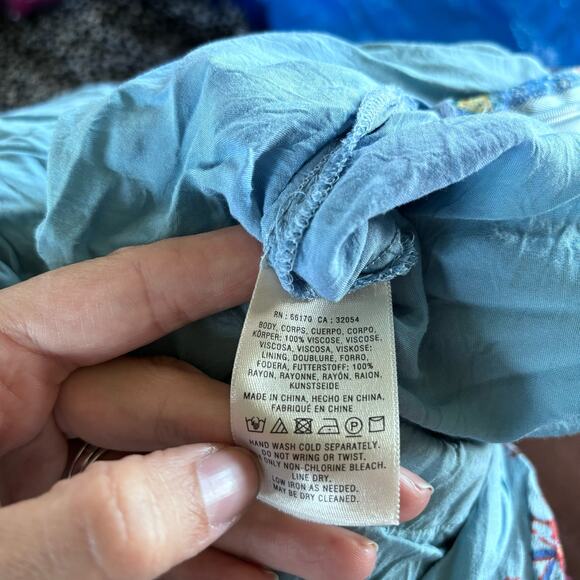 RN : 66170 CA : 32054
BODY, CORPS, CUERPO, CORPO,
KÖRPER: 100% VISCOSE, VISCOSE,
VISCOSA, VISCOSA, VISKOSE;
LINING, DOUBLURE, FORRO,
FODERA, FUTTERSTOFF: 100%
RAYON, RAYONNE, RAYÓN, RAION,
KUNSTSEIDE
MADE IN CHINA, HECHO EN CHINA,
FABRIQUÉ EN CHINE
P
HAND WASH COLD SEPARATELY.
DO NOT WRING OR TWIST.
ONLY NON-CHLORINE BLEACH.
LINE DRY.
LOW IRON AS NEEDED.
MAY BE DRY CLEANED.